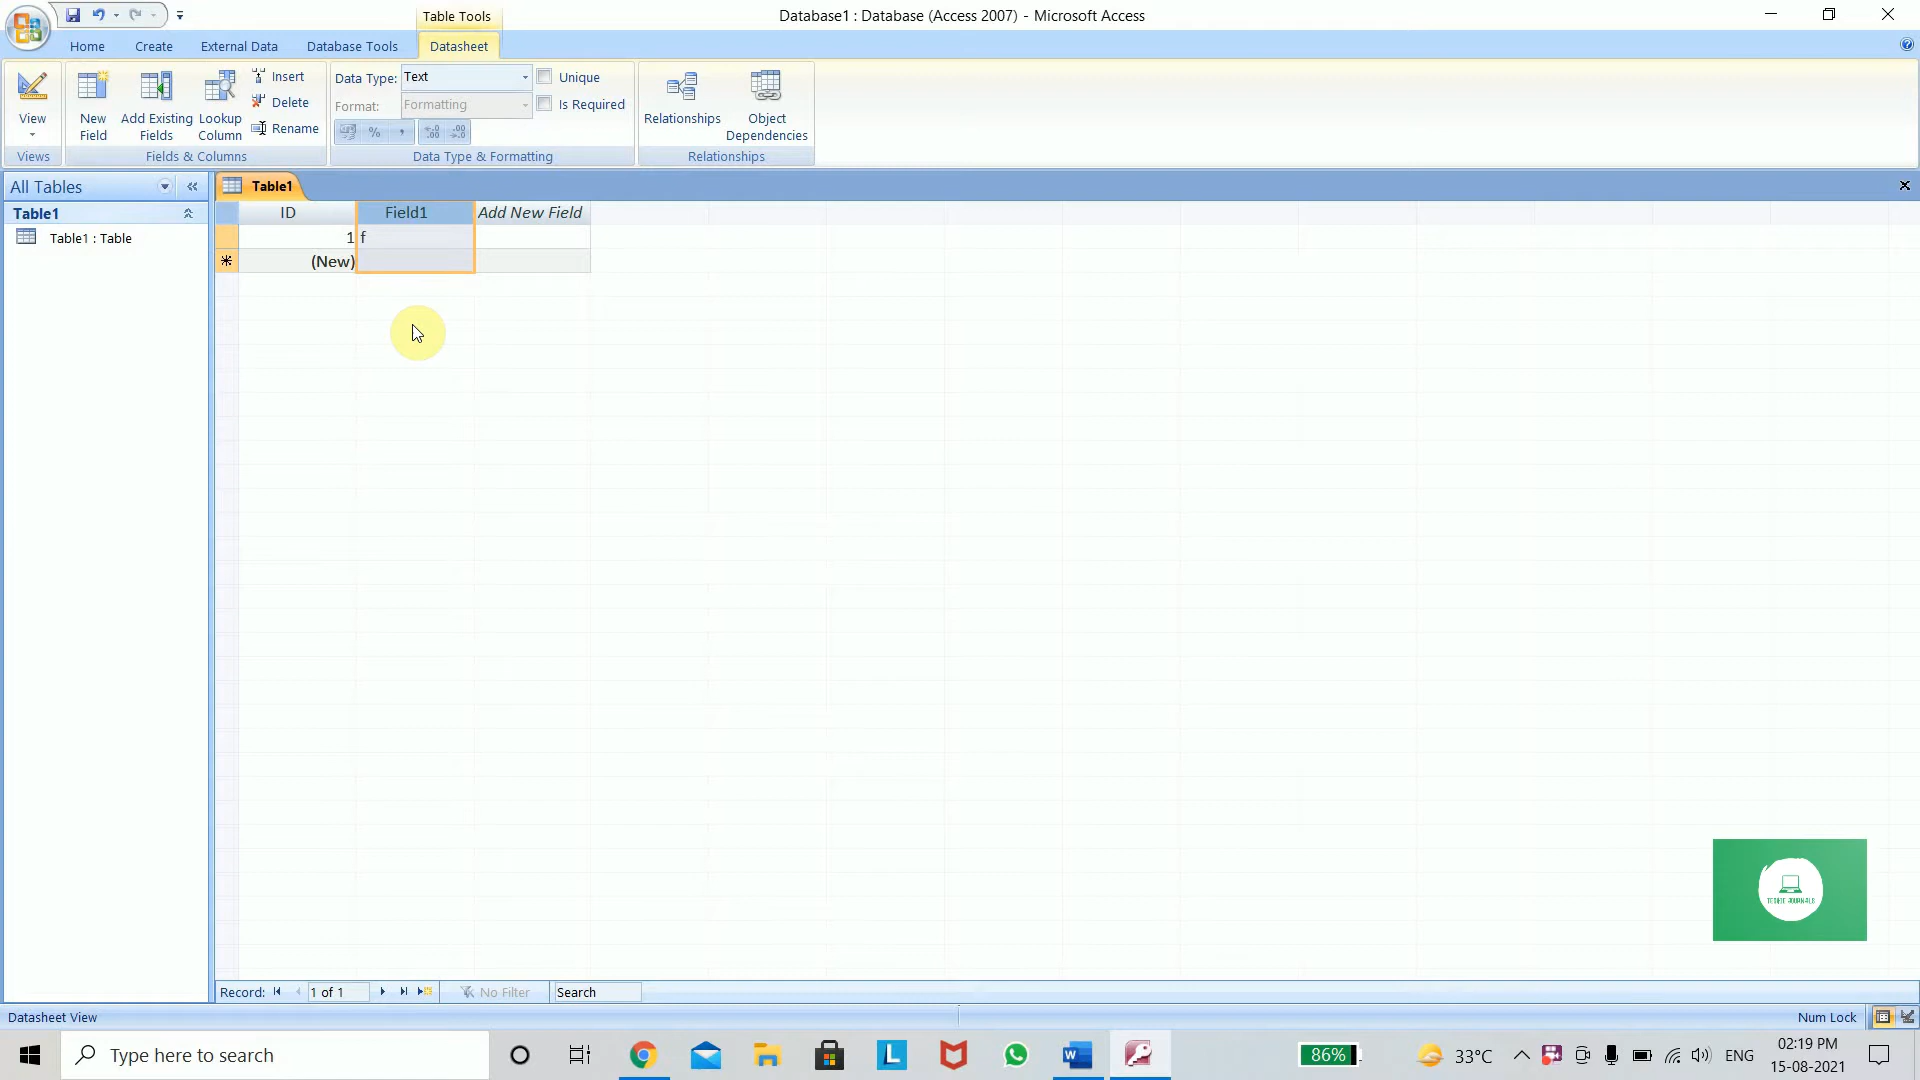 Table Tools
Database1 : Database (Access 2007) - Microsoft Access
Home
Create
External Data
Database Tools
Datasheet
View
Views
New Field
Add Existing Fields
Lookup Column
Insert
Delete
Rename
Fields & Columns
Data Type: Text
Format: Formatting
Unique
Is Required
Data Type & Formatting
Relationships
Object Dependencies
Relationships
All Tables
Table1
Table1 : Table
Table1
ID Field1 Add New Field
1 f
(New)
Record: 1 of 1 No Filter Search
Datasheet View
Num Lock
Type here to search
86%
33°C
ENG
02:19 PM
15-08-2021
TECHIE JOURNALS